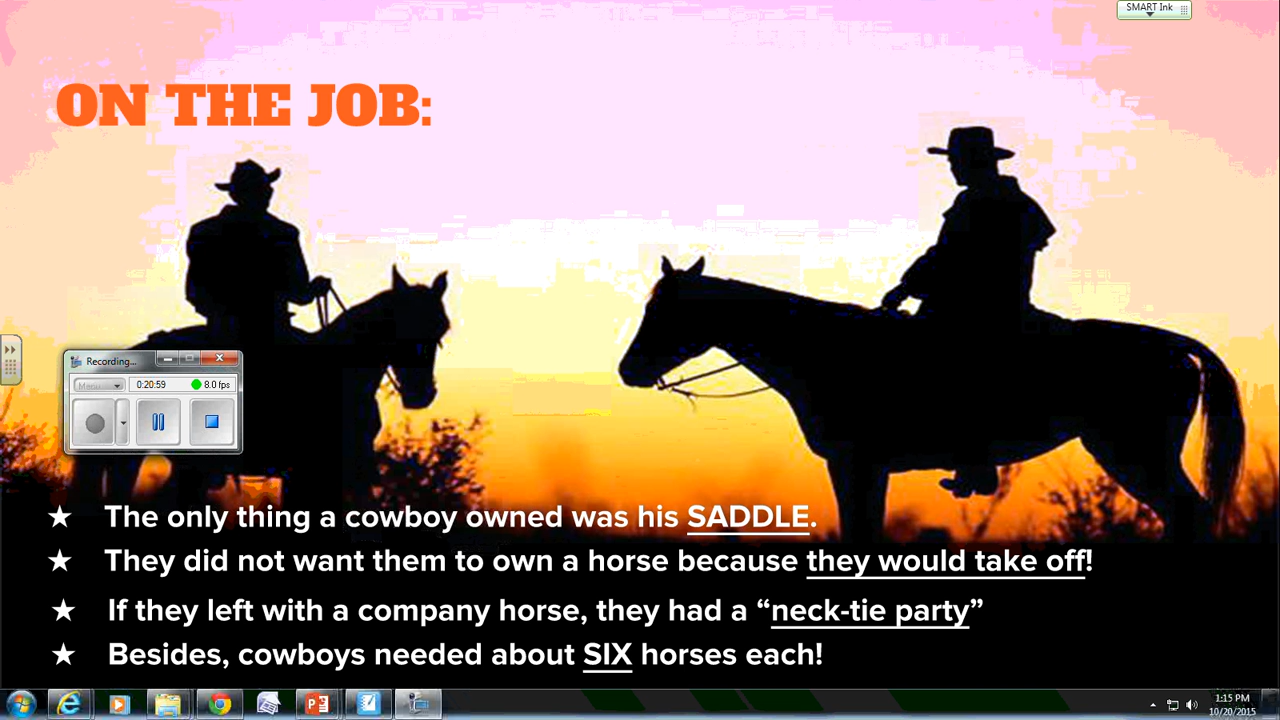 SMART Ink
ON THE JOB:
Recording...
Menu
0:20:59
8.0 fps
★ The only thing a cowboy owned was his SADDLE.
★ They did not want them to own a horse because they would take off!
★ If they left with a company horse, they had a “neck-tie party”
★ Besides, cowboys needed about SIX horses each!
1:15 PM
10/20/2015